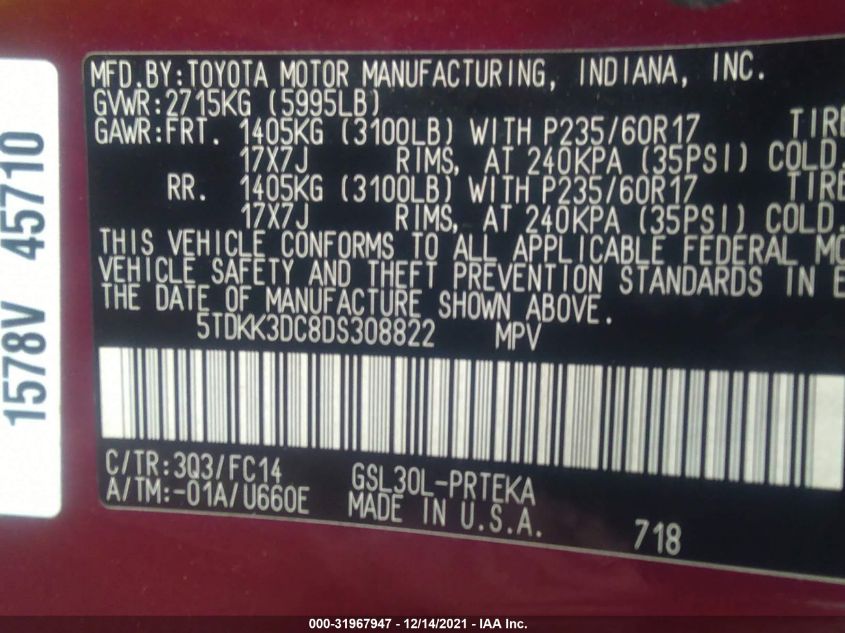 MFD.BY:TOYOTA MOTOR MANUFACTURING, INDIANA, INC.
GVWR:2715KG (5995LB)
GAWR:FRT. 1405KG (3100LB) WITH P235/60R17 TIRE
17X7J RIMS, AT 240KPA (35PSI) COLD.
RR. 1405KG (3100LB) WITH P235/60R17 TIRE
17X7J RIMS, AT 240KPA (35PSI) COLD.
THIS VEHICLE CONFORMS TO ALL APPLICABLE FEDERAL MO
VEHICLE SAFETY AND THEFT PREVENTION STANDARDS IN E
THE DATE OF MANUFACTURE SHOWN ABOVE.
5TDKK3DC8DS308822 MPV
C/TR:3Q3/FC14 GSL30L-PRTEKA
A/TM:-01A/U660E MADE IN U.S.A.
718
1578V 45710
000-31967947 - 12/14/2021 - IAA Inc.